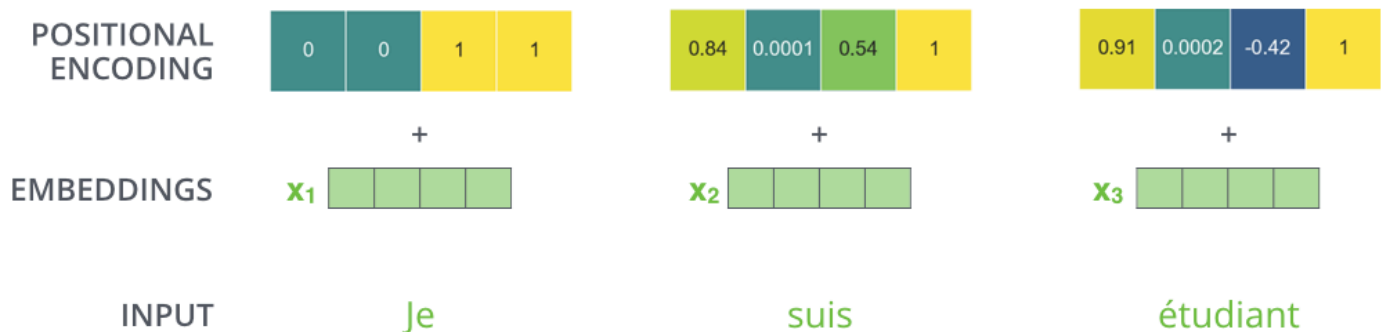 POSITIONAL
ENCODING
0 0 1 1
0.84 0.0001 0.54 1
0.91 0.0002 -0.42 1
+ + +
EMBEDDINGS
x₁ x₂ x₃
INPUT
Je suis étudiant